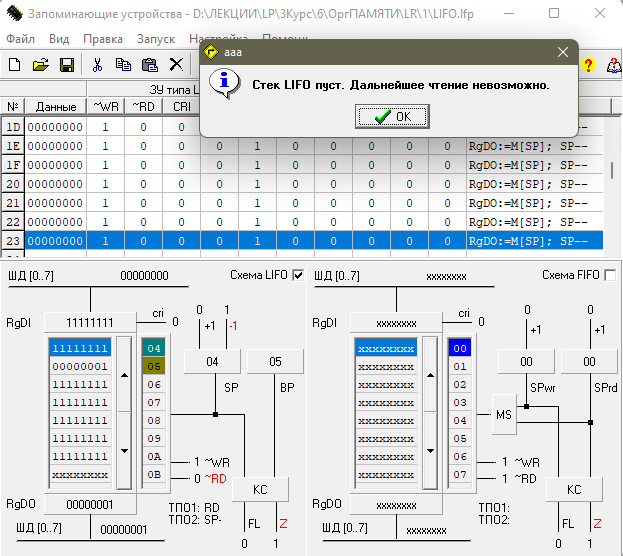 Запоминающие устройства - D:\ЛЕКЦИИ\LP\3Курс\6\ОргПАМЯТИ\LR\1\LIFO.lfp
Файл Вид Правка Запуск Настройка Помощь
aaa
Стек LIFO пуст. Дальнейшее чтение невозможно.
OK
ЗУ типа L
№ Данные ~WR ~RD CRI
1D 00000000 1 0 0 0 1 0 0 0 0 RgDO:=M[SP]; SP--
1E 00000000 1 0 0 0 1 0 0 0 0 RgDO:=M[SP]; SP--
1F 00000000 1 0 0 0 1 0 0 0 0 RgDO:=M[SP]; SP--
20 00000000 1 0 0 0 1 0 0 0 0 RgDO:=M[SP]; SP--
21 00000000 1 0 0 0 1 0 0 0 0 RgDO:=M[SP]; SP--
22 00000000 1 0 0 0 1 0 0 0 0 RgDO:=M[SP]; SP--
23 00000000 1 0 0 0 1 0 0 0 0 RgDO:=M[SP]; SP--
ШД [0..7] 00000000 Схема LIFO
RgDI 11111111 cri 0
0 1
+1 -1
11111111 04
00000001 05
11111111 06
11111111 07
11111111 08
11111111 09
11111111 0A
xxxxxxxx 0B
04 05
SP BP
1 ~WR
0 ~RD
КС
RgDO 00000001
ТПО1: RD
ТПО2: SP-
FL Z
0 1
ШД [0..7] 00000001
ШД [0..7] xxxxxxxx Схема FIFO
RgDI xxxxxxxx cri 0
0 0
+1 +1
xxxxxxxx 00
xxxxxxxx 01
xxxxxxxx 02
xxxxxxxx 03
xxxxxxxx 04
xxxxxxxx 05
xxxxxxxx 06
xxxxxxxx 07
00 00
SPwr SPrd
MS
1 ~WR
1 ~RD
КС
RgDO xxxxxxxx
ТПО1:
ТПО2:
FL Z
0 1
ШД [0..7] xxxxxxxx